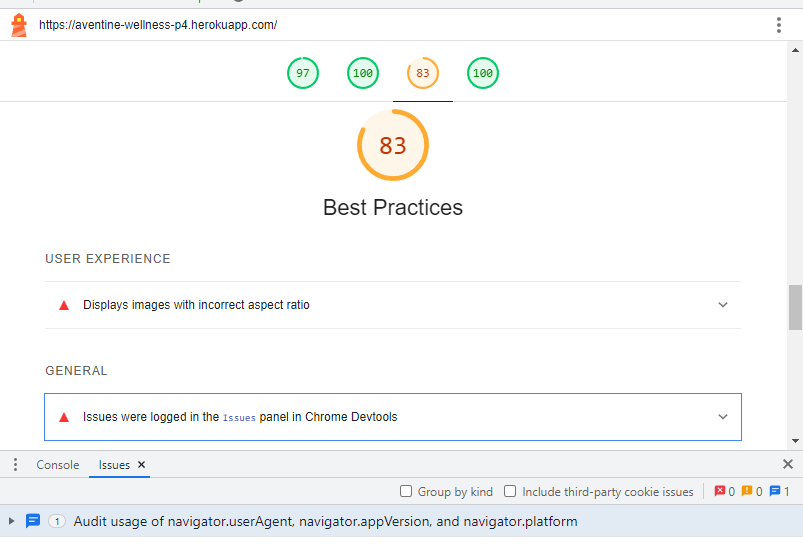 https://aventine-wellness-p4.herokuapp.com/
97 100 83 100
83
Best Practices
USER EXPERIENCE
Displays images with incorrect aspect ratio
GENERAL
Issues were logged in the Issues panel in Chrome Devtools
Console Issues
Group by kind Include third-party cookie issues 0 0 1
1 Audit usage of navigator.userAgent, navigator.appVersion, and navigator.platform